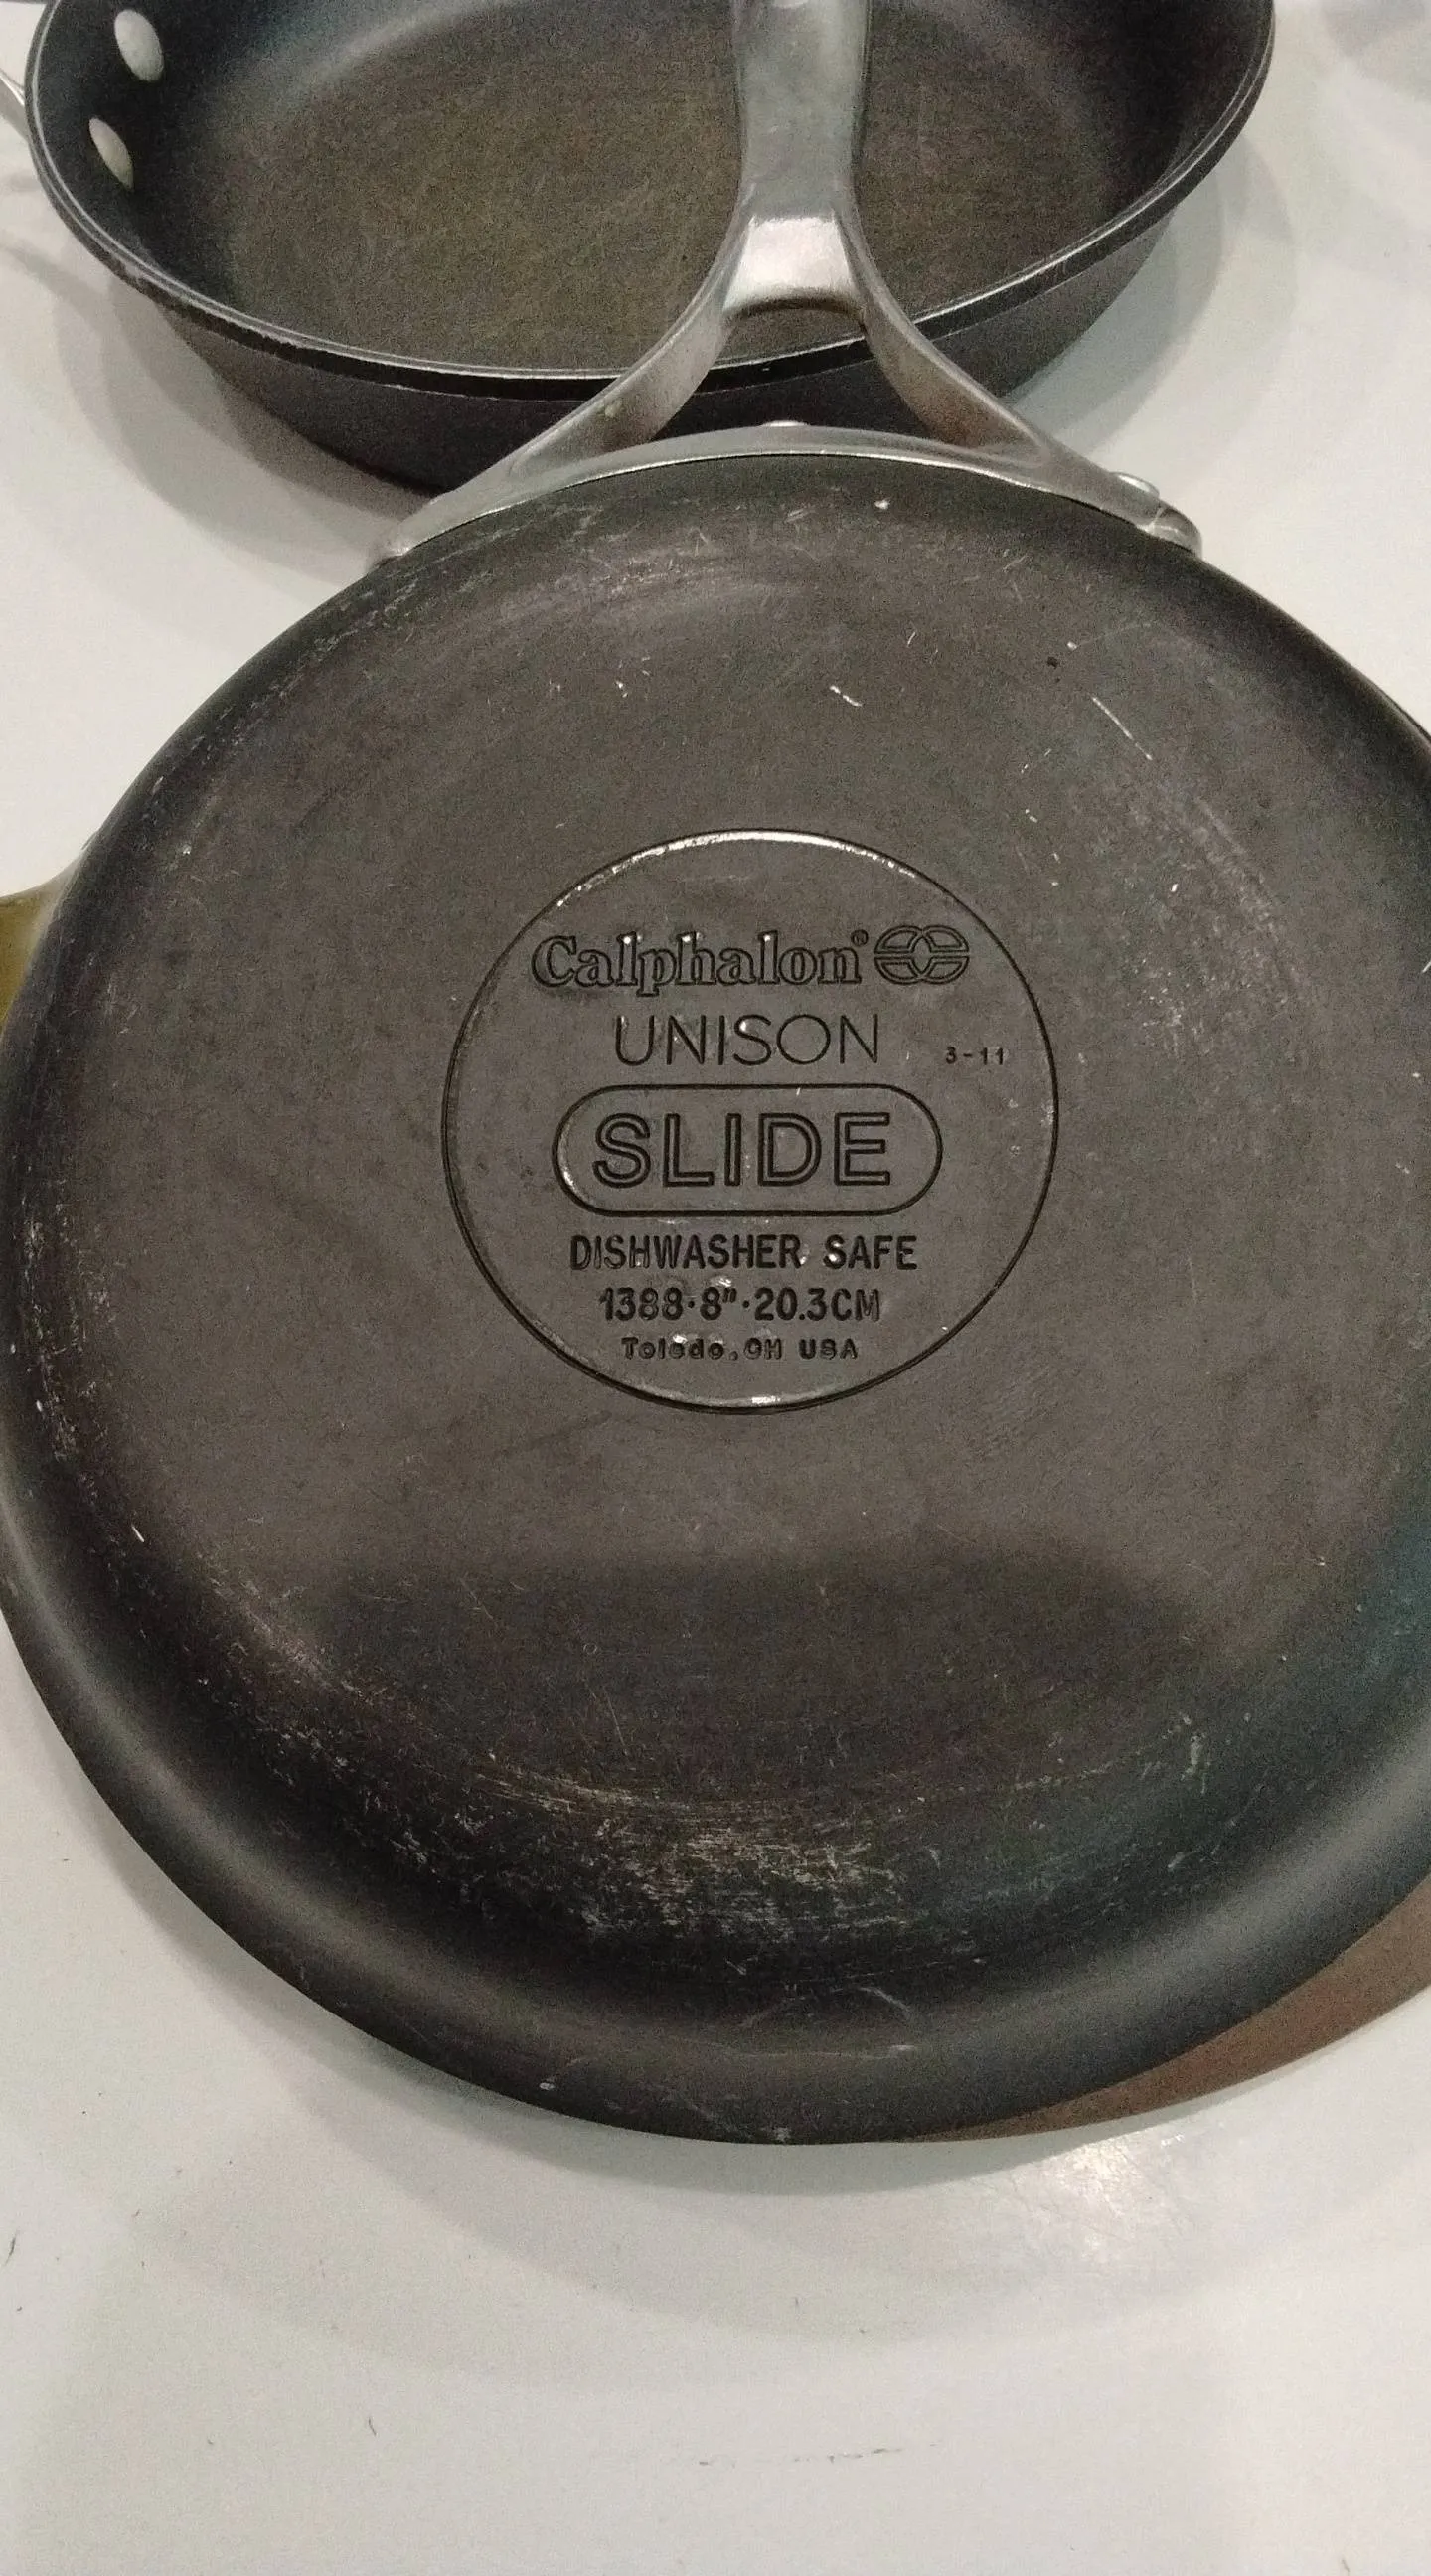 Calphalon®
UNISON
3-11
SLIDE
DISHWASHER SAFE
1388·8"·20.3CM
Toledo, OH USA